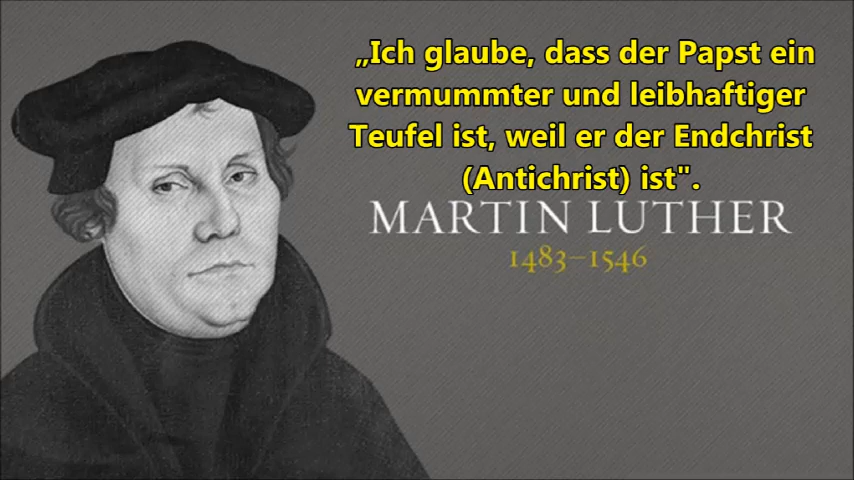 „Ich glaube, dass der Papst ein
vermummter und leibhaftiger
Teufel ist, weil er der Endchrist
(Antichrist) ist".
MARTIN LUTHER
1483–1546